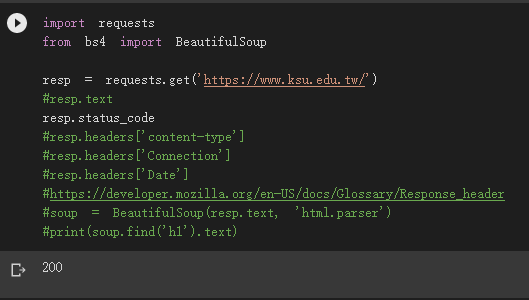 import requests
from bs4 import BeautifulSoup
resp = requests.get('https://www.ksu.edu.tw/')
#resp.text
resp.status_code
#resp.headers['content-type']
#resp.headers['Connection']
#resp.headers['Date']
#https://developer.mozilla.org/en-US/docs/Glossary/Response_header
#soup = BeautifulSoup(resp.text, 'html.parser')
#print(soup.find('h1').text)
200